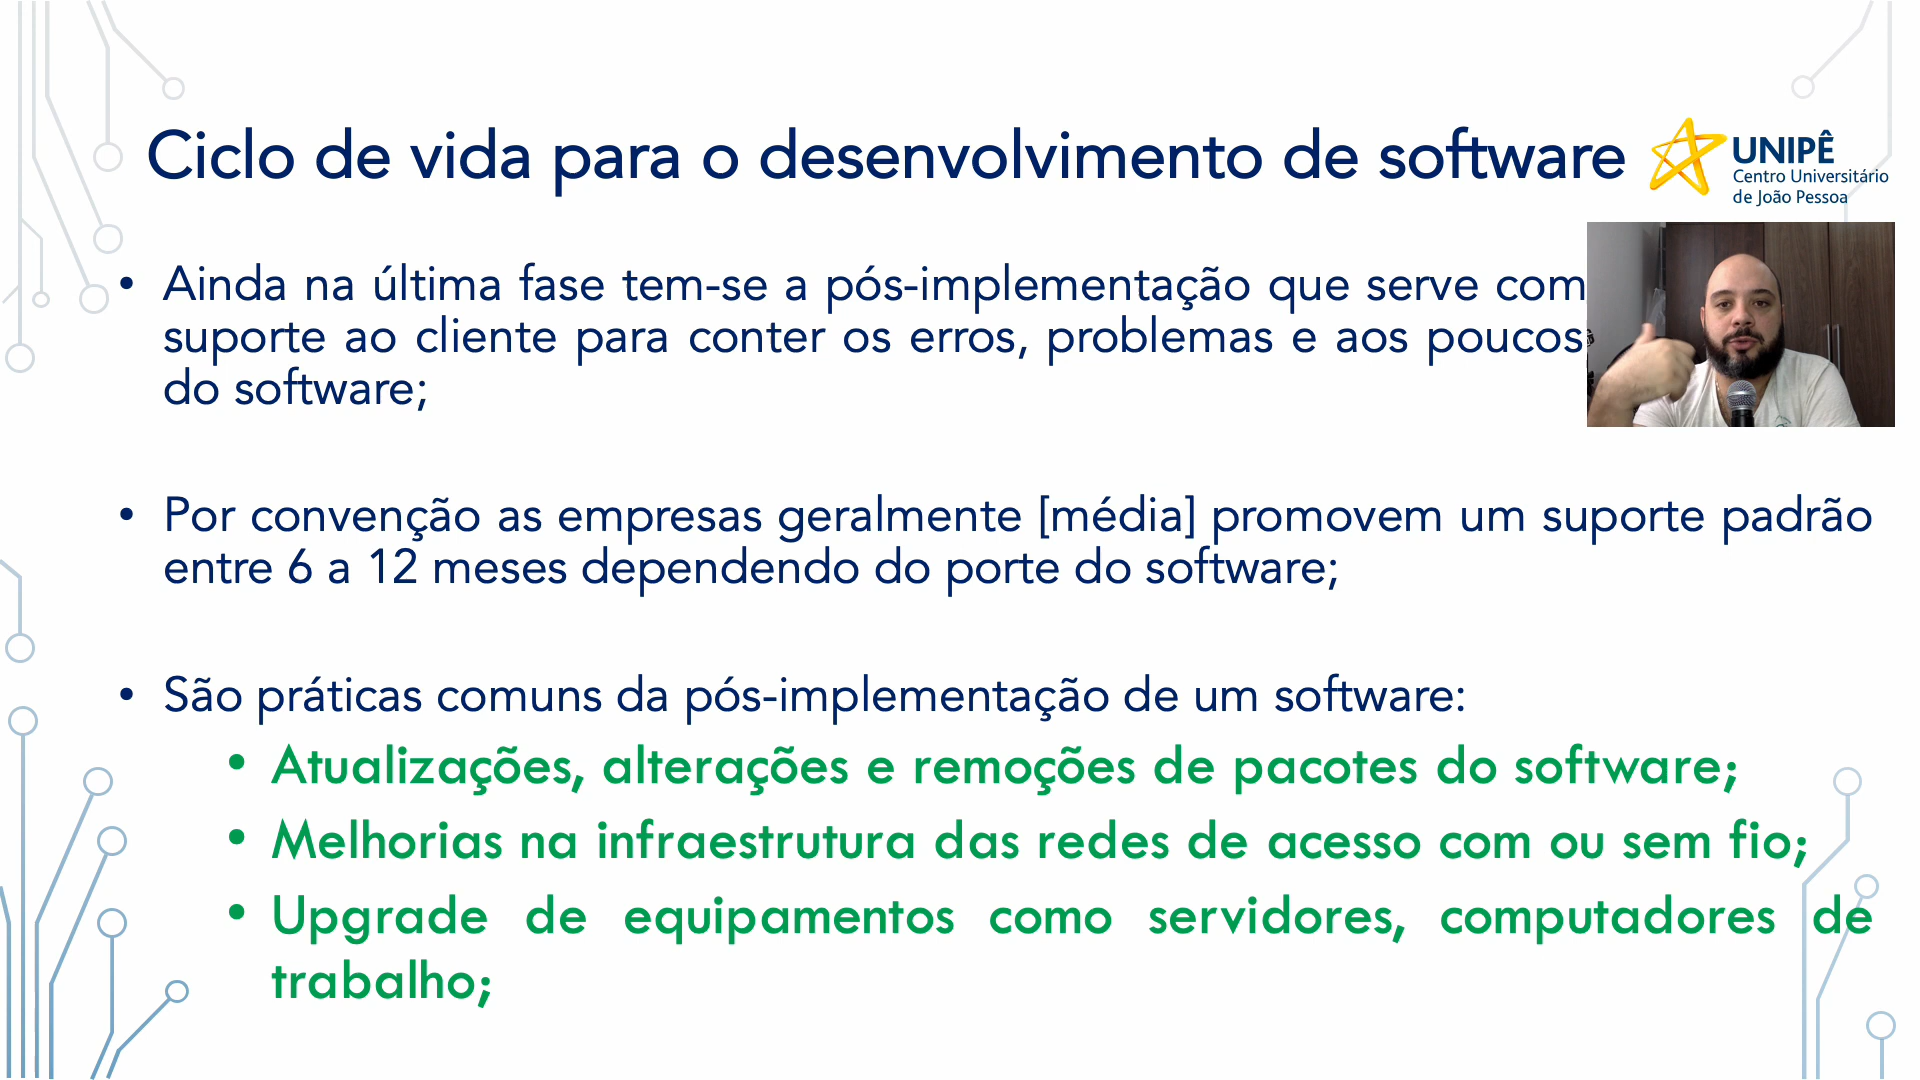 Ciclo de vida para o desenvolvimento de software
UNIPÊ
Centro Universitário
de João Pessoa
• Ainda na última fase tem-se a pós-implementação que serve com
suporte ao cliente para conter os erros, problemas e aos poucos
do software;
• Por convenção as empresas geralmente [média] promovem um suporte padrão
entre 6 a 12 meses dependendo do porte do software;
• São práticas comuns da pós-implementação de um software:
• Atualizações, alterações e remoções de pacotes do software;
• Melhorias na infraestrutura das redes de acesso com ou sem fio;
• Upgrade de equipamentos como servidores, computadores de
trabalho;